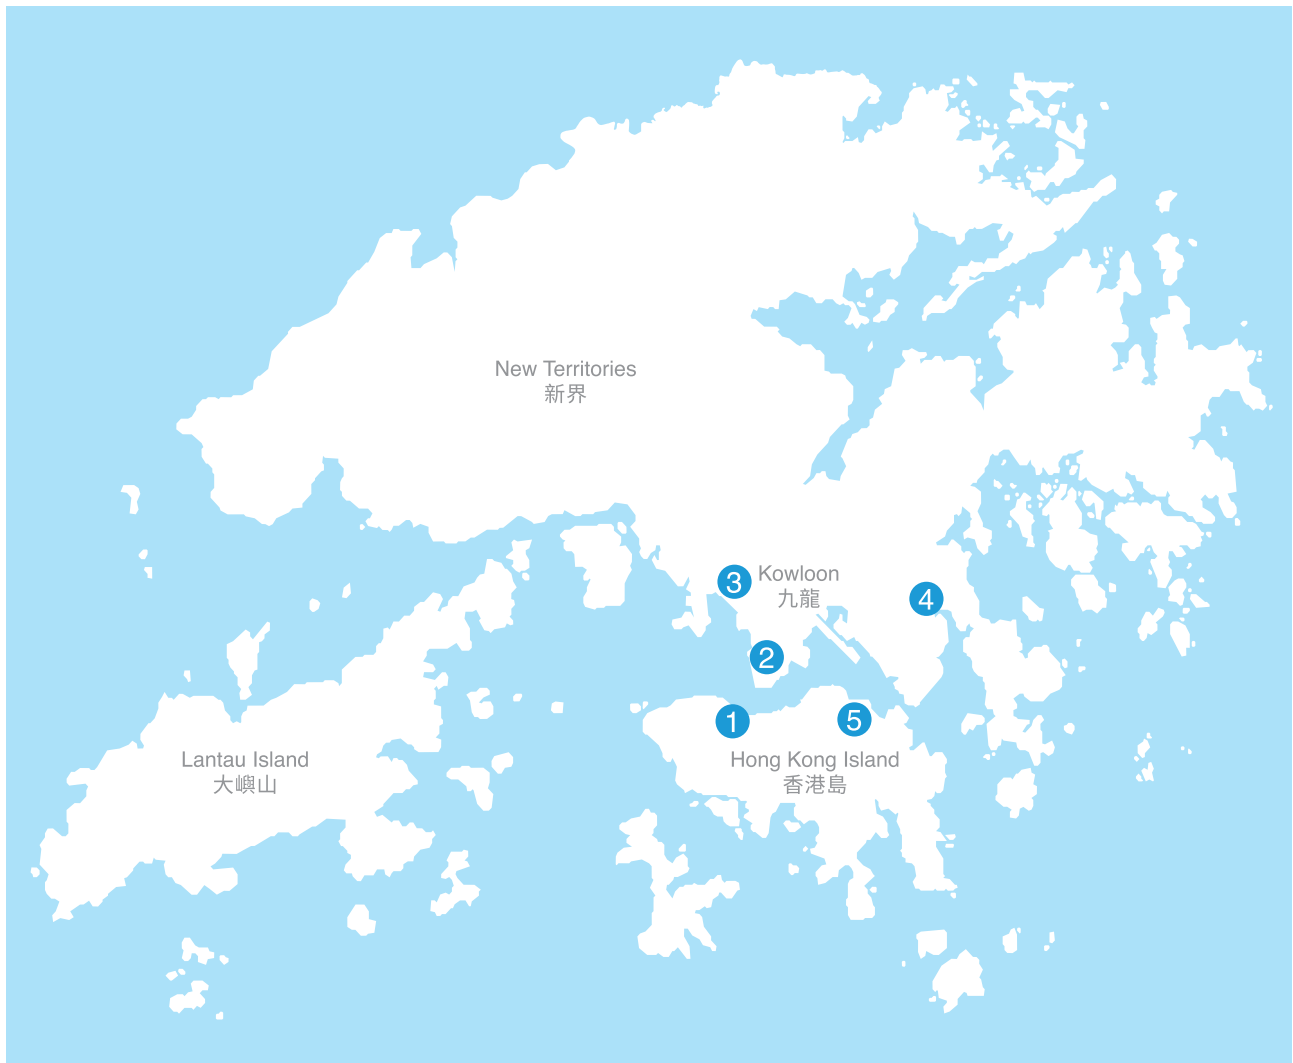 New Territories
新界
3
Kowloon
九龍
4
2
1
5
Lantau Island
大嶼山
Hong Kong Island
香港島